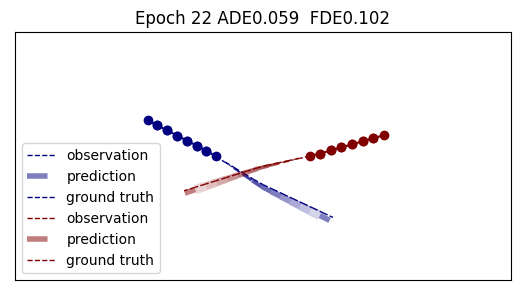 Epoch 22 ADE0.059  FDE0.102
observation
prediction
ground truth
observation
prediction
ground truth